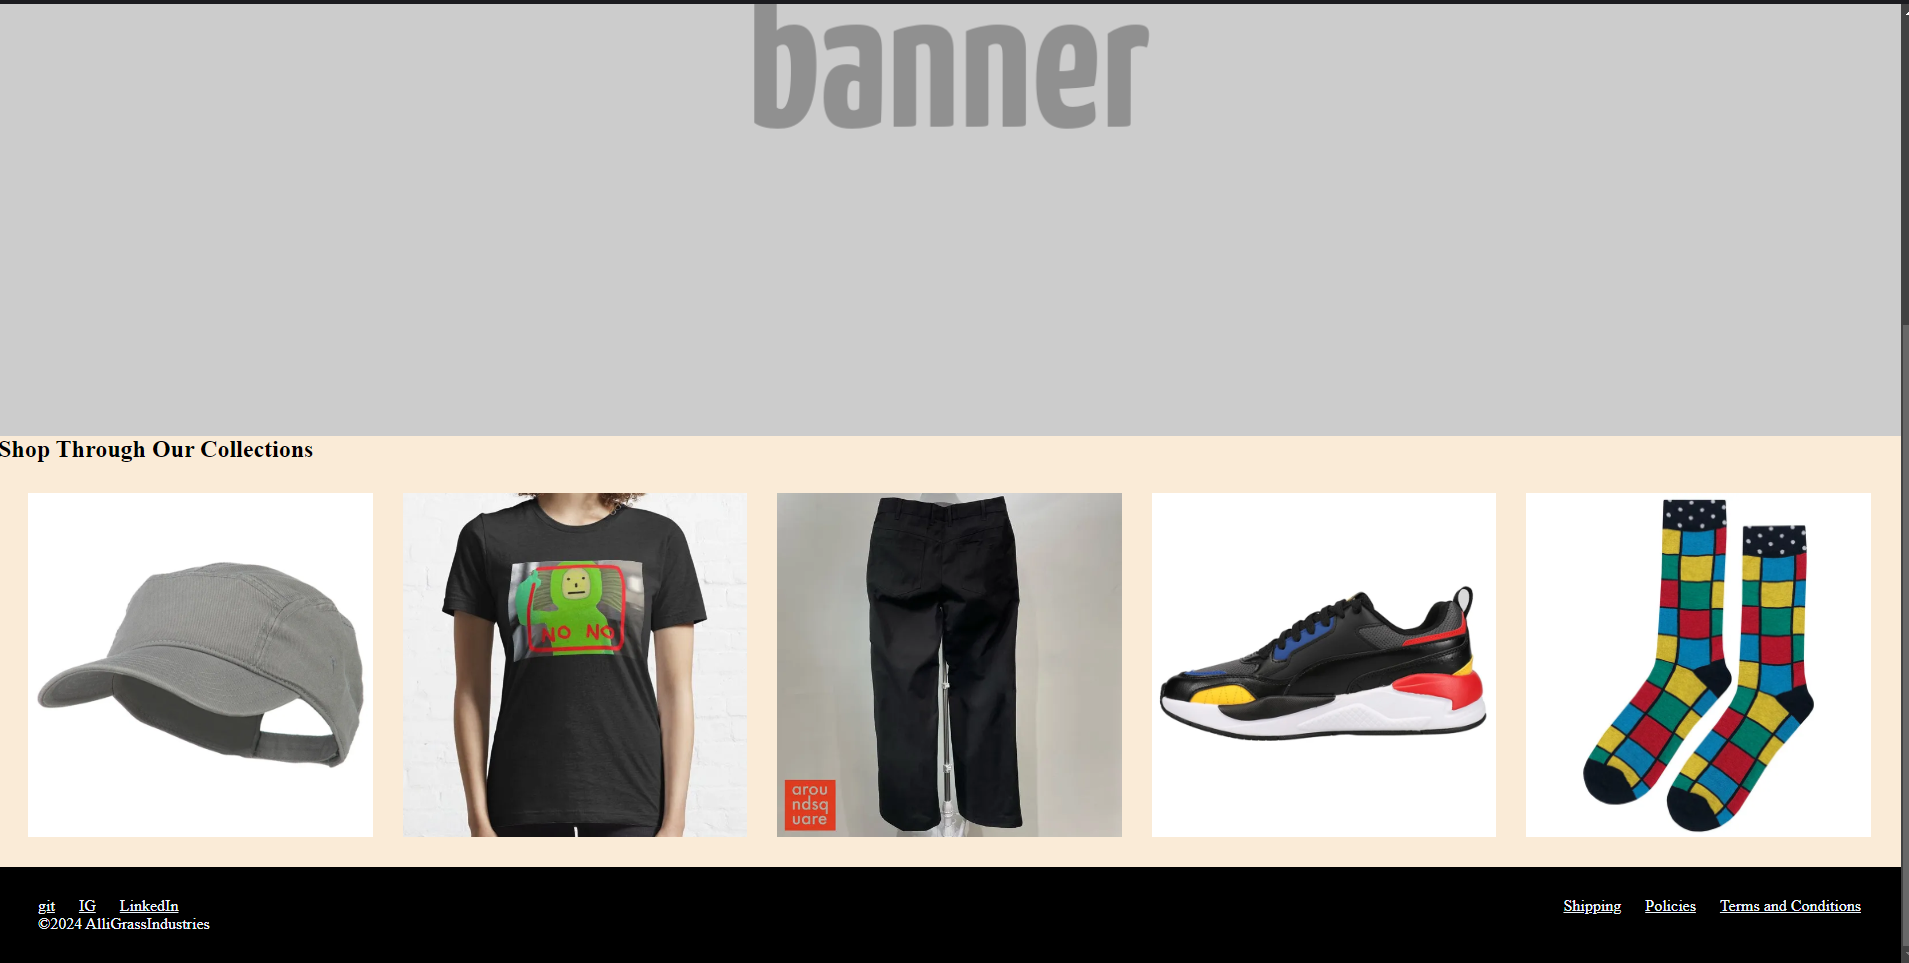 banner
Shop Through Our Collections
NO NO
arou
ndsq
uare
git IG LinkedIn
©2024 AlliGrassIndustries
Shipping Policies Terms and Conditions